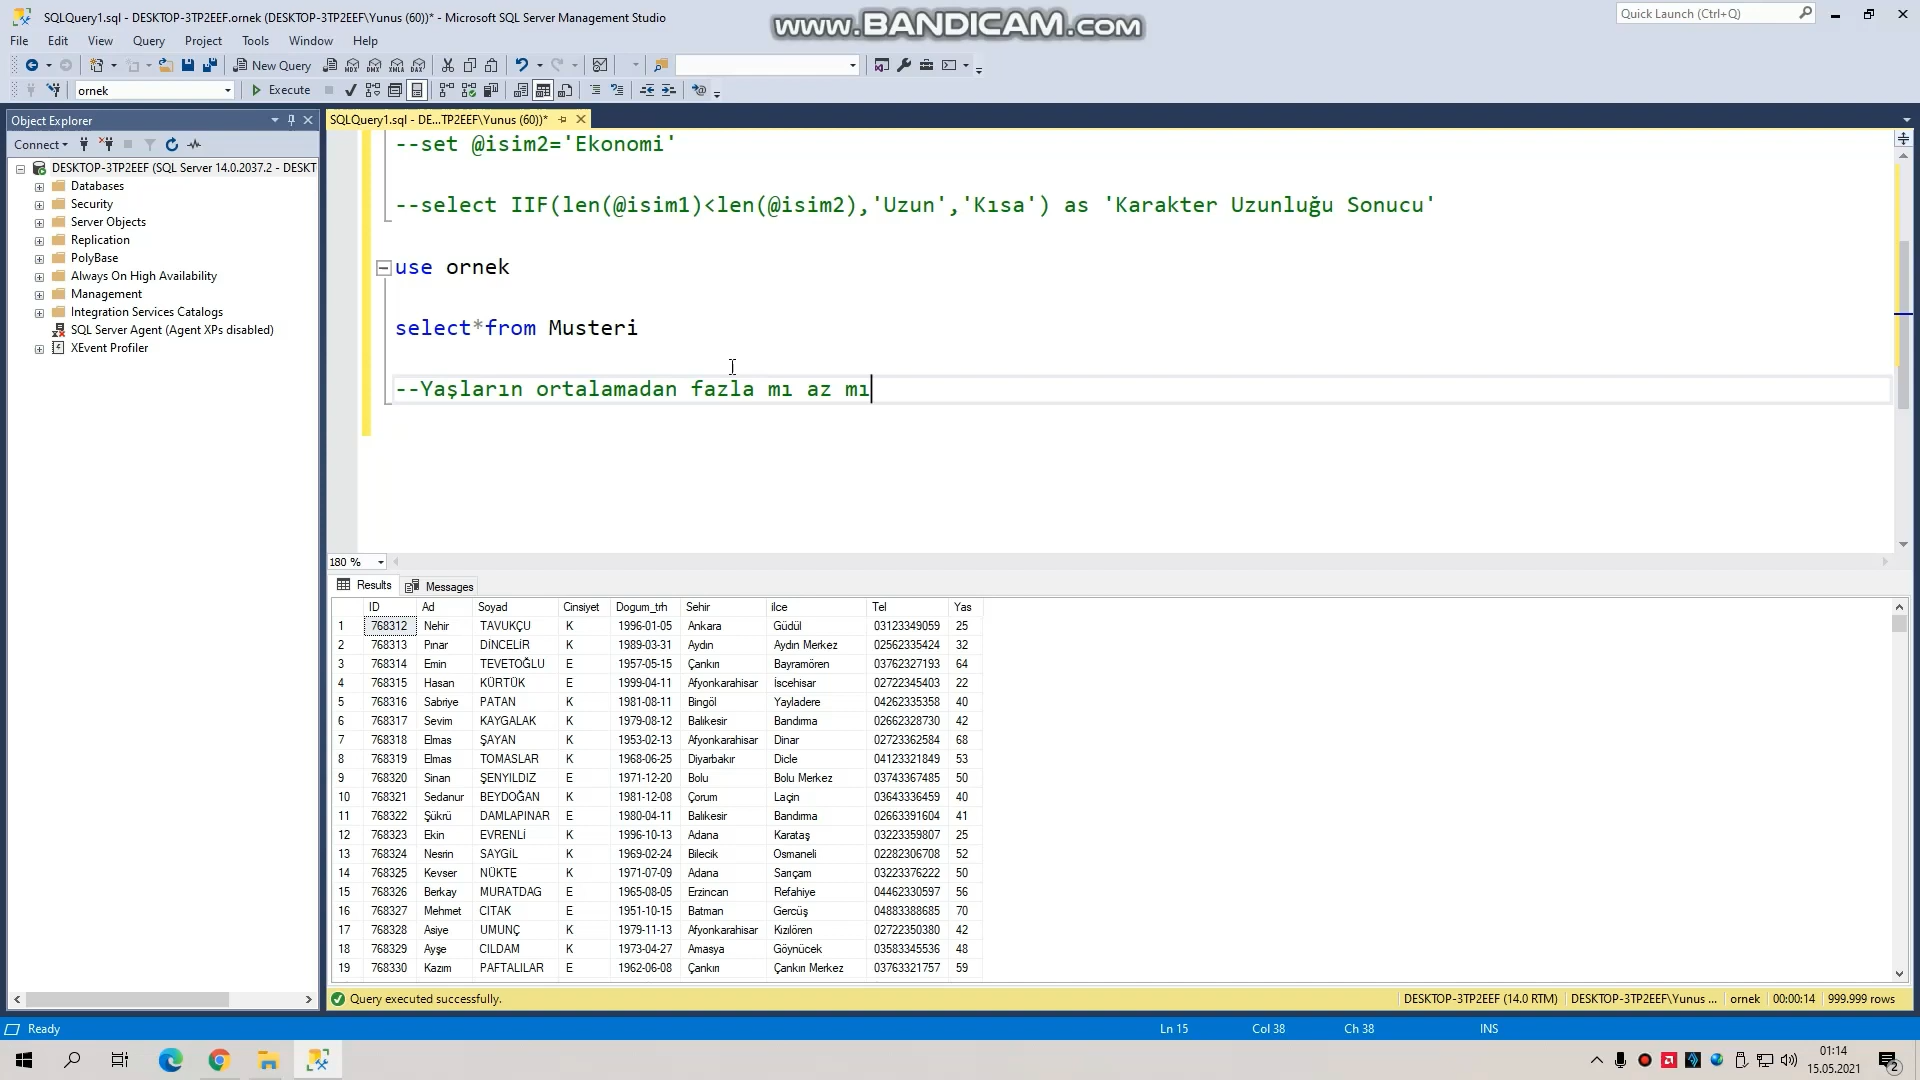 SQLQuery1.sql - DESKTOP-3TP2EEF.ornek (DESKTOP-3TP2EEF\Yunus (60))* - Microsoft SQL Server Management Studio
www.BANDICAM.com
Quick Launch (Ctrl+Q)
File Edit View Query Project Tools Window Help
New Query
ornek Execute
Object Explorer
SQLQuery1.sql - DE...TP2EEF\Yunus (60))*
Connect
DESKTOP-3TP2EEF (SQL Server 14.0.2037.2 - DESKT
Databases
Security
Server Objects
Replication
PolyBase
Always On High Availability
Management
Integration Services Catalogs
SQL Server Agent (Agent XPs disabled)
XEvent Profiler
--set @isim2='Ekonomi'
--select IIF(len(@isim1)<len(@isim2),'Uzun','Kısa') as 'Karakter Uzunluğu Sonucu'
use ornek
select*from Musteri
--Yaşların ortalamadan fazla mı az mı
180 %
Results Messages
ID Ad Soyad Cinsiyet Dogum_trh Sehir ilce Tel Yas
1 768312 Nehir TAVUKÇU K 1996-01-05 Ankara Güdül 03123349059 25
2 768313 Pınar DİNCELİR K 1989-03-31 Aydın Aydın Merkez 02562335424 32
3 768314 Emin TEVETOĞLU E 1957-05-15 Çankırı Bayramören 03762327193 64
4 768315 Hasan KÜRTÜK E 1999-04-11 Afyonkarahisar İscehisar 02722345403 22
5 768316 Sabriye PATAN K 1981-08-11 Bingöl Yayladere 04262335358 40
6 768317 Sevim KAYGALAK K 1979-08-12 Balıkesir Bandırma 02662328730 42
7 768318 Elmas ŞAYAN K 1953-02-13 Afyonkarahisar Dinar 02723362584 68
8 768319 Elmas TOMASLAR K 1968-06-25 Diyarbakır Dicle 04123321849 53
9 768320 Sinan ŞENYILDIZ E 1971-12-20 Bolu Bolu Merkez 03743367485 50
10 768321 Sedanur BEYDOĞAN K 1981-12-08 Çorum Laçin 03643336459 40
11 768322 Şükrü DAMLAPINAR E 1980-04-11 Balıkesir Bandırma 02663391604 41
12 768323 Ekin EVRENLİ K 1996-10-13 Adana Karataş 03223359807 25
13 768324 Nesrin SAYGİL K 1969-02-24 Bilecik Osmaneli 02282306708 52
14 768325 Kevser NÜKTE K 1971-07-09 Adana Sarıçam 03223376222 50
15 768326 Berkay MURATDAG E 1965-08-05 Erzincan Refahiye 04462330597 56
16 768327 Mehmet CITAK E 1951-10-15 Batman Gercüş 04883388685 70
17 768328 Asiye UMUNÇ K 1979-11-13 Afyonkarahisar Kızılören 02722350380 42
18 768329 Ayşe CILDAM K 1973-04-27 Amasya Göynücek 03583345536 48
19 768330 Kazım PAFTALILAR E 1962-06-08 Çankırı Çankırı Merkez 03763321757 59
Query executed successfully. DESKTOP-3TP2EEF (14.0 RTM) DESKTOP-3TP2EEF\Yunus ... ornek 00:00:14 999.999 rows
Ready Ln 15 Col 38 Ch 38 INS
01:14
15.05.2021
2